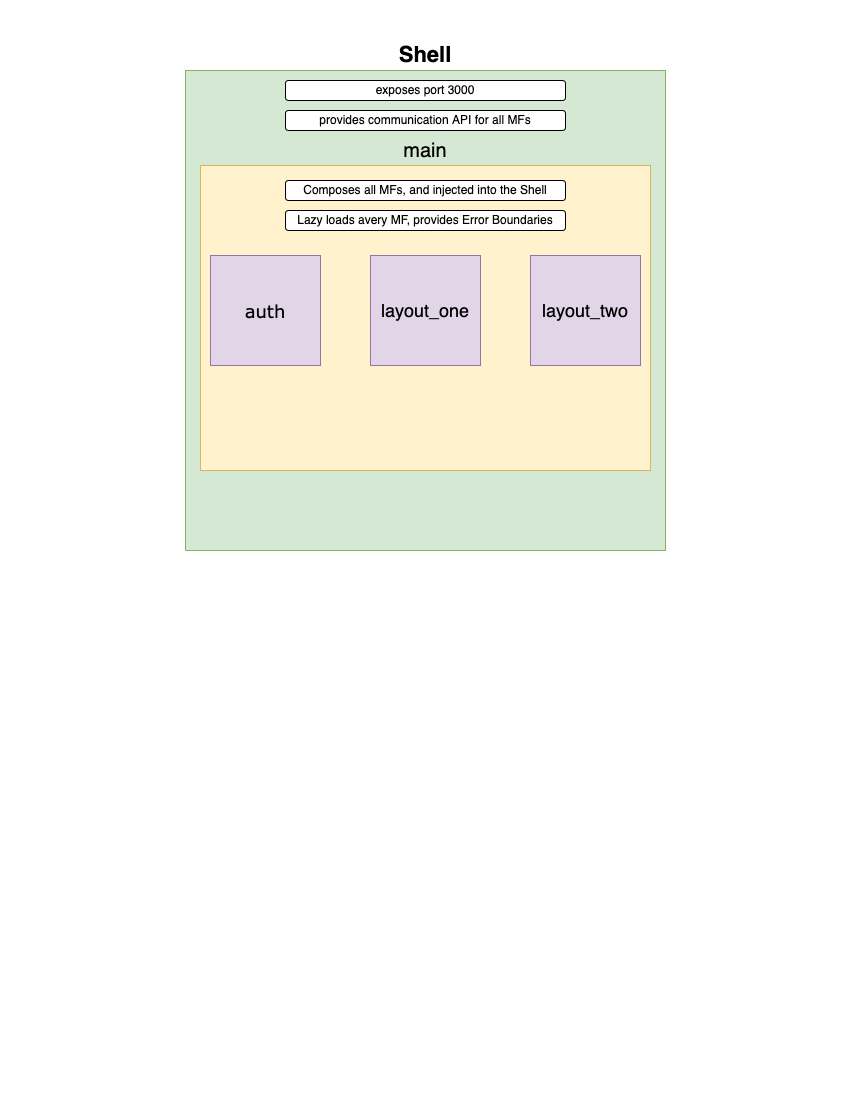 Shell
exposes port 3000
provides communication API for all MFs
main
Composes all MFs, and injected into the Shell
Lazy loads avery MF, provides Error Boundaries
auth
layout_one
layout_two